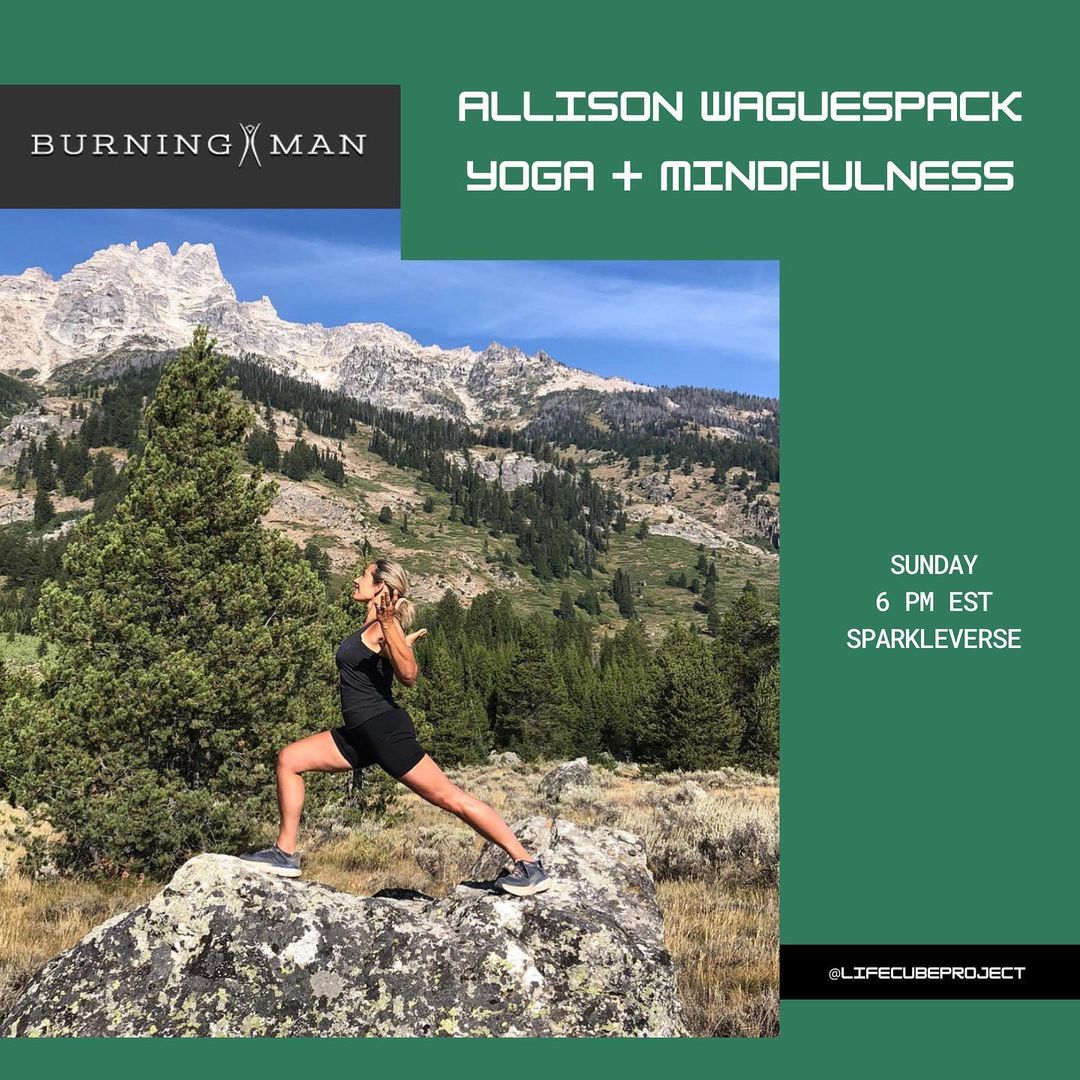 BURNING MAN
ALLISON WAGUESPACK
YOGA + MINDFULNESS
SUNDAY
6 PM EST
SPARKLEVERSE
@LIFECUBEPROJECT